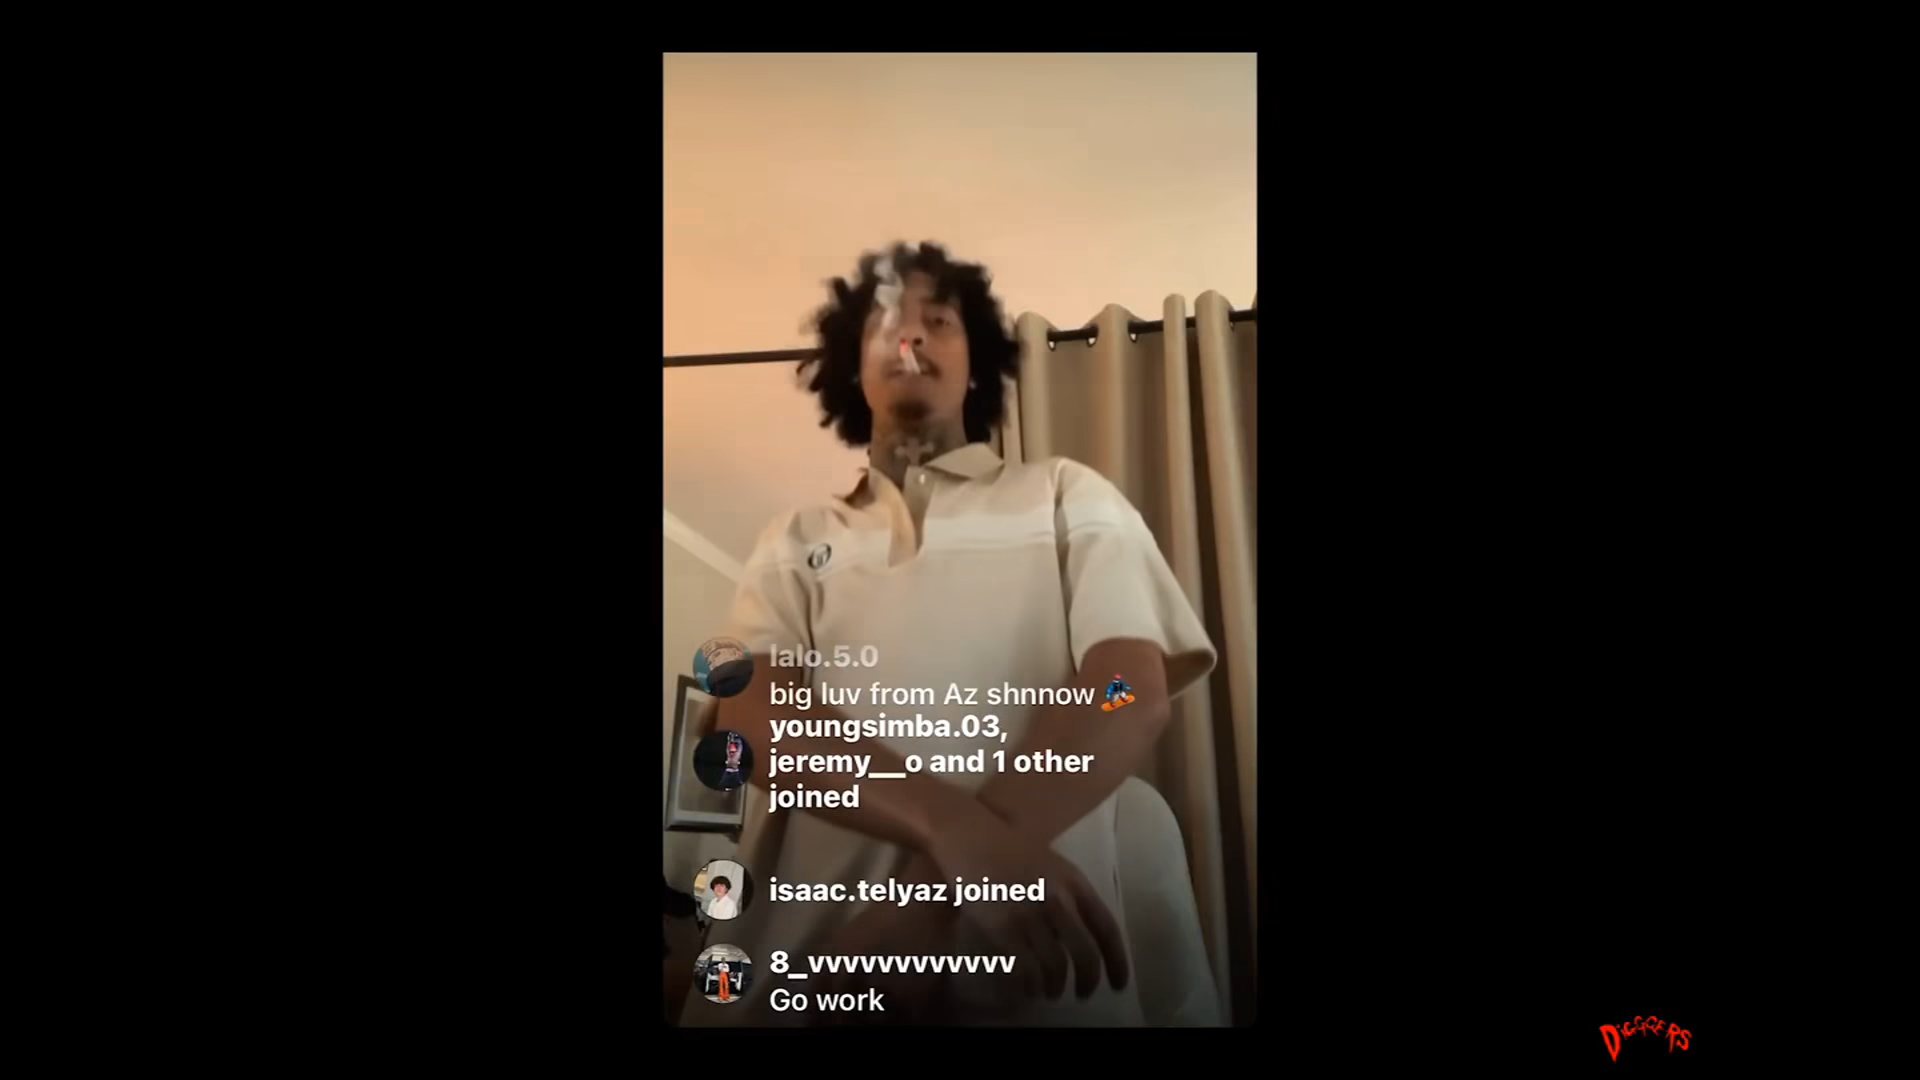 lalo.5.0
big luv from Az shnnow 🏂
youngsimba.03,
jeremy__o and 1 other
joined
isaac.telyaz joined
8_vvvvvvvvvvvv
Go work
DiGGGERS